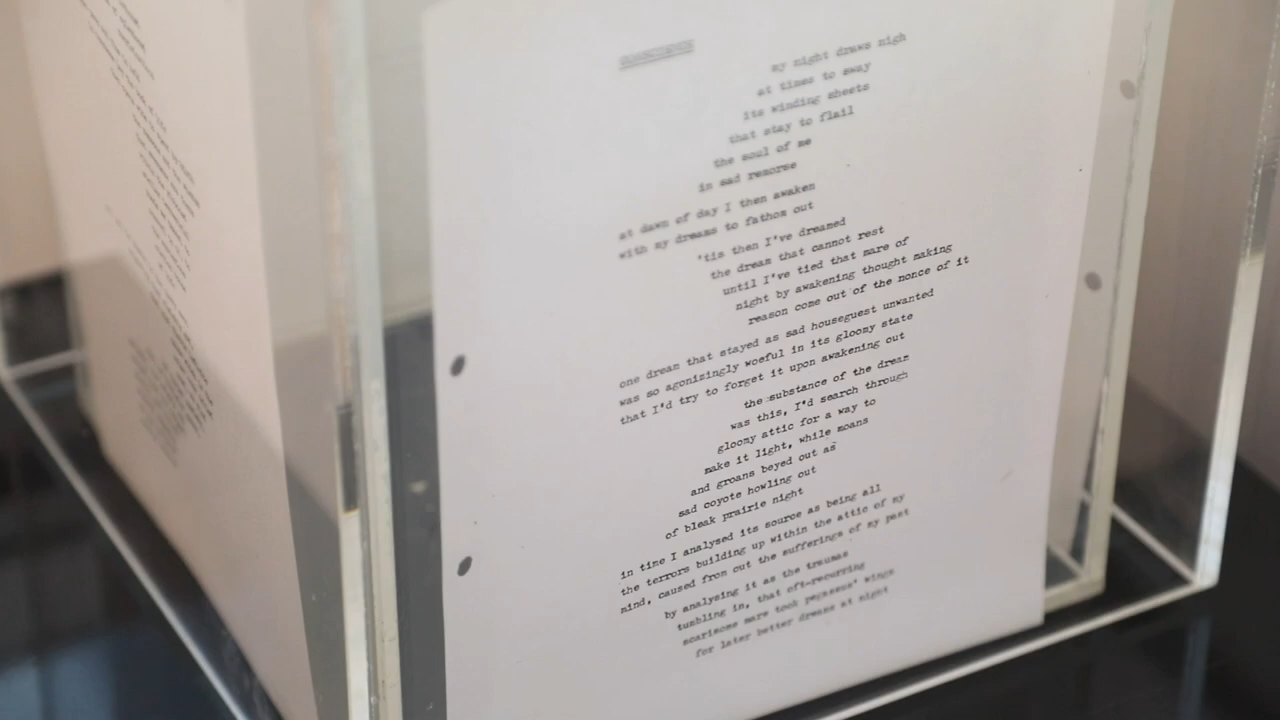 my night draws nigh
at times to sway
its winding sheets
that stay to flail
the soul of me
in sad remorse
at dawn of day I then awaken
with my dreams to fathom out
'tis then I've dreamed
the dream that cannot rest
until I've tied that mare of
night by awakening thought making
reason come out of the nonce of it
one dream that stayed as sad houseguest unwanted
was so agonizingly woeful in its gloomy state
that I'd try to forget it upon awakening out
the substance of the dream
was this, I'd search through
gloomy attic for a way to
make it light, while moans
and groans beyed out as
sad coyote howling out
of bleak prairie night
in time I analysed its source as being all
the terrors building up within the attic of my
mind, caused from out the sufferings of my past
by analysing it as the traumas
tumbling in, that oft-recurring
scarisome mare took pegasus' wings
for later better dreams at night